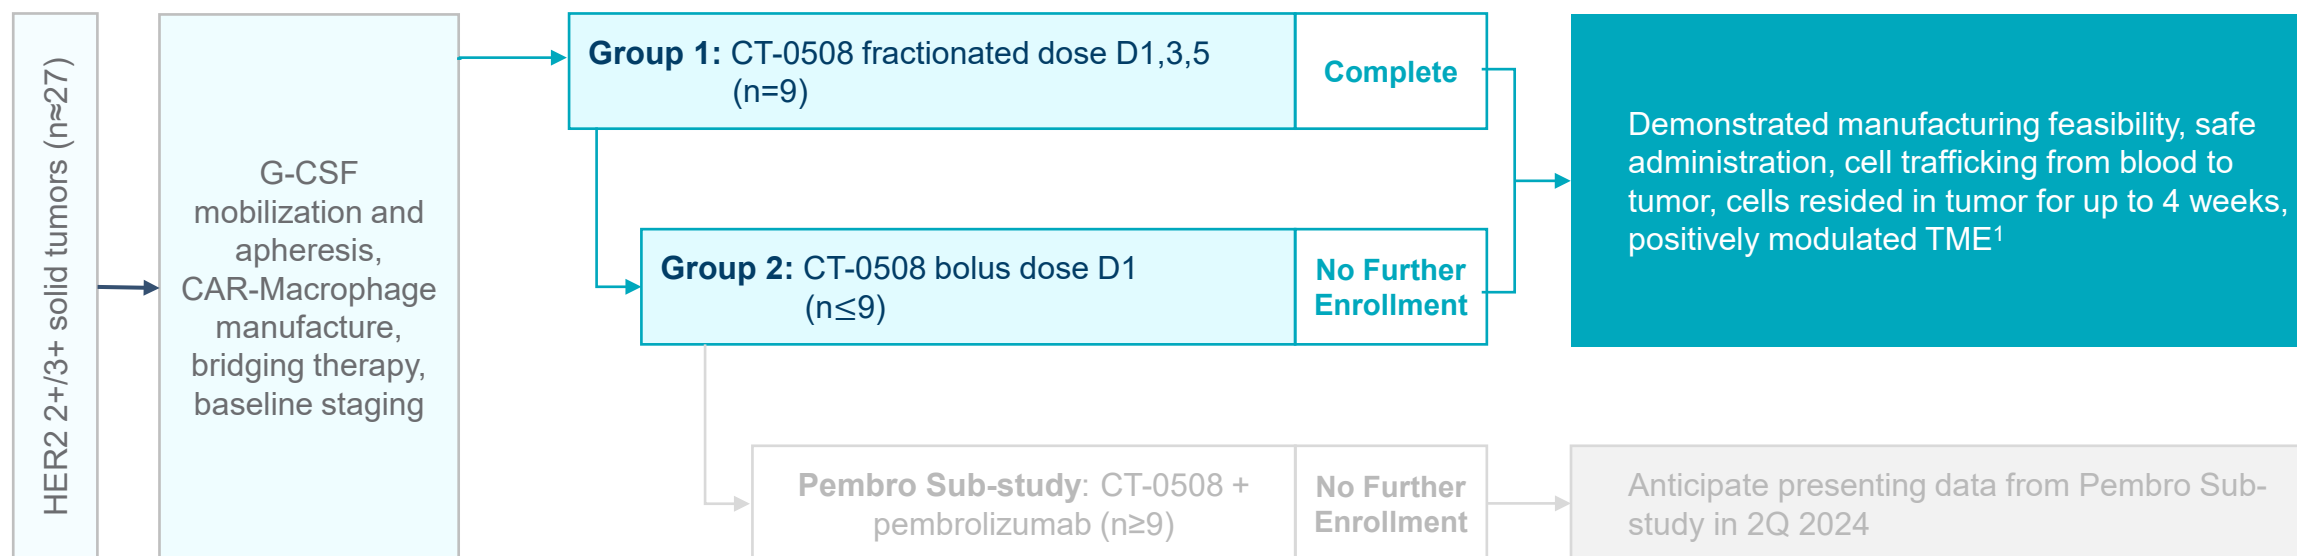 HER2 2+/3+ solid tumors (n≈27)
G-CSF
mobilization and
apheresis,
CAR-Macrophage
manufacture,
bridging therapy,
baseline staging
Group 1: CT-0508 fractionated dose D1,3,5
(n=9)
Complete
Group 2: CT-0508 bolus dose D1
(n≤9)
No Further
Enrollment
Demonstrated manufacturing feasibility, safe
administration, cell trafficking from blood to
tumor, cells resided in tumor for up to 4 weeks,
positively modulated TME¹
Pembro Sub-study: CT-0508 +
pembrolizumab (n≥9)
No Further
Enrollment
Anticipate presenting data from Pembro Sub-
study in 2Q 2024